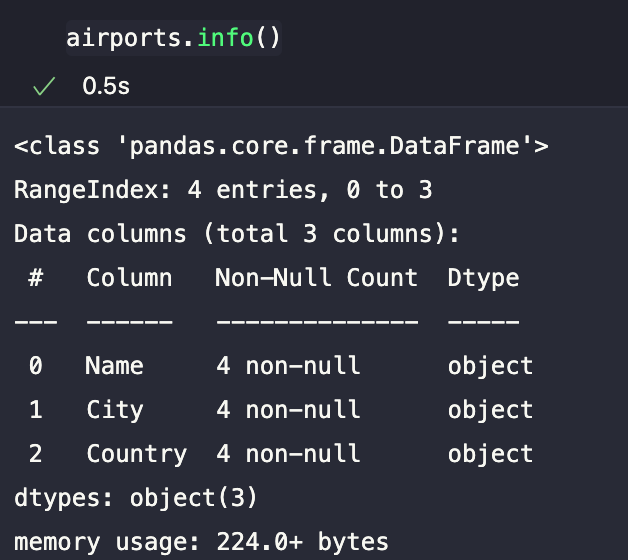 airports.info()
0.5s
<class 'pandas.core.frame.DataFrame'>
RangeIndex: 4 entries, 0 to 3
Data columns (total 3 columns):
 #   Column   Non-Null Count  Dtype
---  ------   --------------  -----
 0   Name     4 non-null      object
 1   City     4 non-null      object
 2   Country  4 non-null      object
dtypes: object(3)
memory usage: 224.0+ bytes